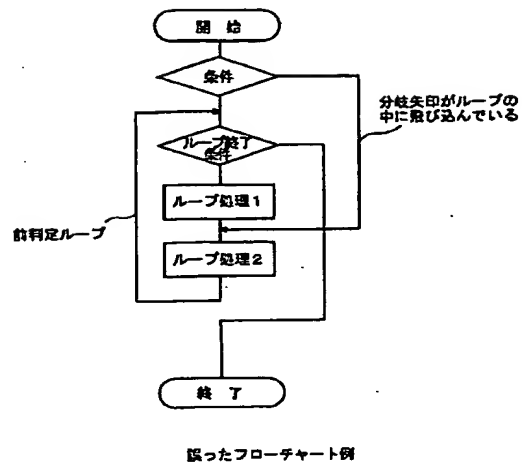 開 始
条件
分岐矢印がループの
中に飛び込んでいる
ループ終了
条件
ループ処理1
前判定ループ
ループ処理2
終 了
誤ったフローチャート例